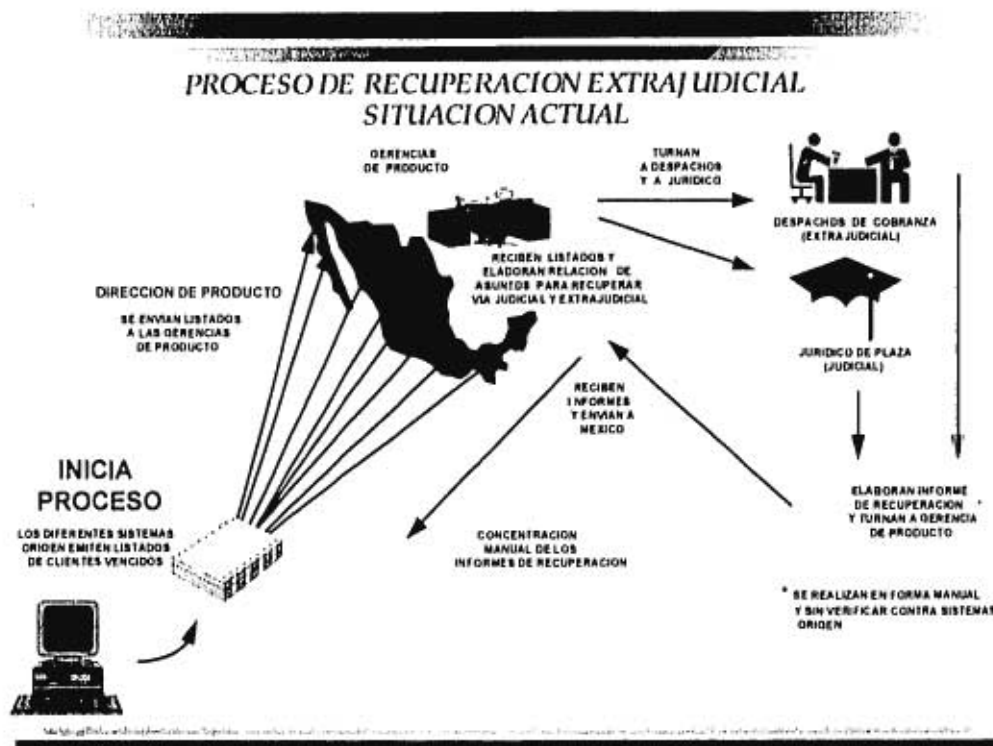 PROCESO DE RECUPERACION EXTRAJUDICIAL
SITUACION ACTUAL
GERENCIAS
DE PRODUCTO
TURNAN
A DESPACHOS
Y A JURIDICO
DESPACHOS DE COBRANZA
(EXTRAJUDICIAL)
RECIBEN LISTADOS Y
ELABORAN RELACION DE
ASUNTOS PARA RECUPERAR
VIA JUDICIAL Y EXTRAJUDICIAL
DIRECCION DE PRODUCTO
SE ENVIAN LISTADOS
A LAS GERENCIAS
DE PRODUCTO
JURIDICO DE PLAZA
(JUDICIAL)
RECIBEN
INFORMES
Y ENVIAN A
MEXICO
INICIA
PROCESO
LOS DIFERENTES SISTEMAS
ORIGEN EMITEN LISTADOS
DE CLIENTES VENCIDOS
ELABORAN INFORME
DE RECUPERACION *
Y TURNAN A GERENCIA
DE PRODUCTO
CONCENTRACION
MANUAL DE LOS
INFORMES DE RECUPERACION
* SE REALIZAN EN FORMA MANUAL
Y SIN VERIFICAR CONTRA SISTEMAS
ORIGEN